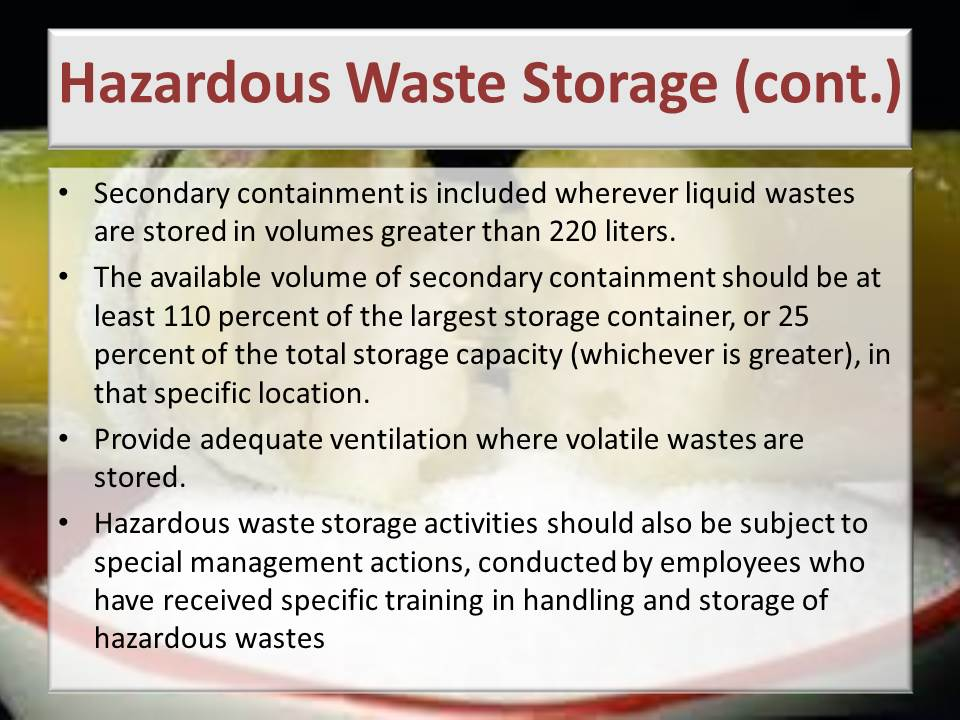 Hazardous Waste Storage (cont.)
• Secondary containment is included wherever liquid wastes
are stored in volumes greater than 220 liters.
• The available volume of secondary containment should be at
least 110 percent of the largest storage container, or 25
percent of the total storage capacity (whichever is greater), in
that specific location.
• Provide adequate ventilation where volatile wastes are
stored.
• Hazardous waste storage activities should also be subject to
special management actions, conducted by employees who
have received specific training in handling and storage of
hazardous wastes